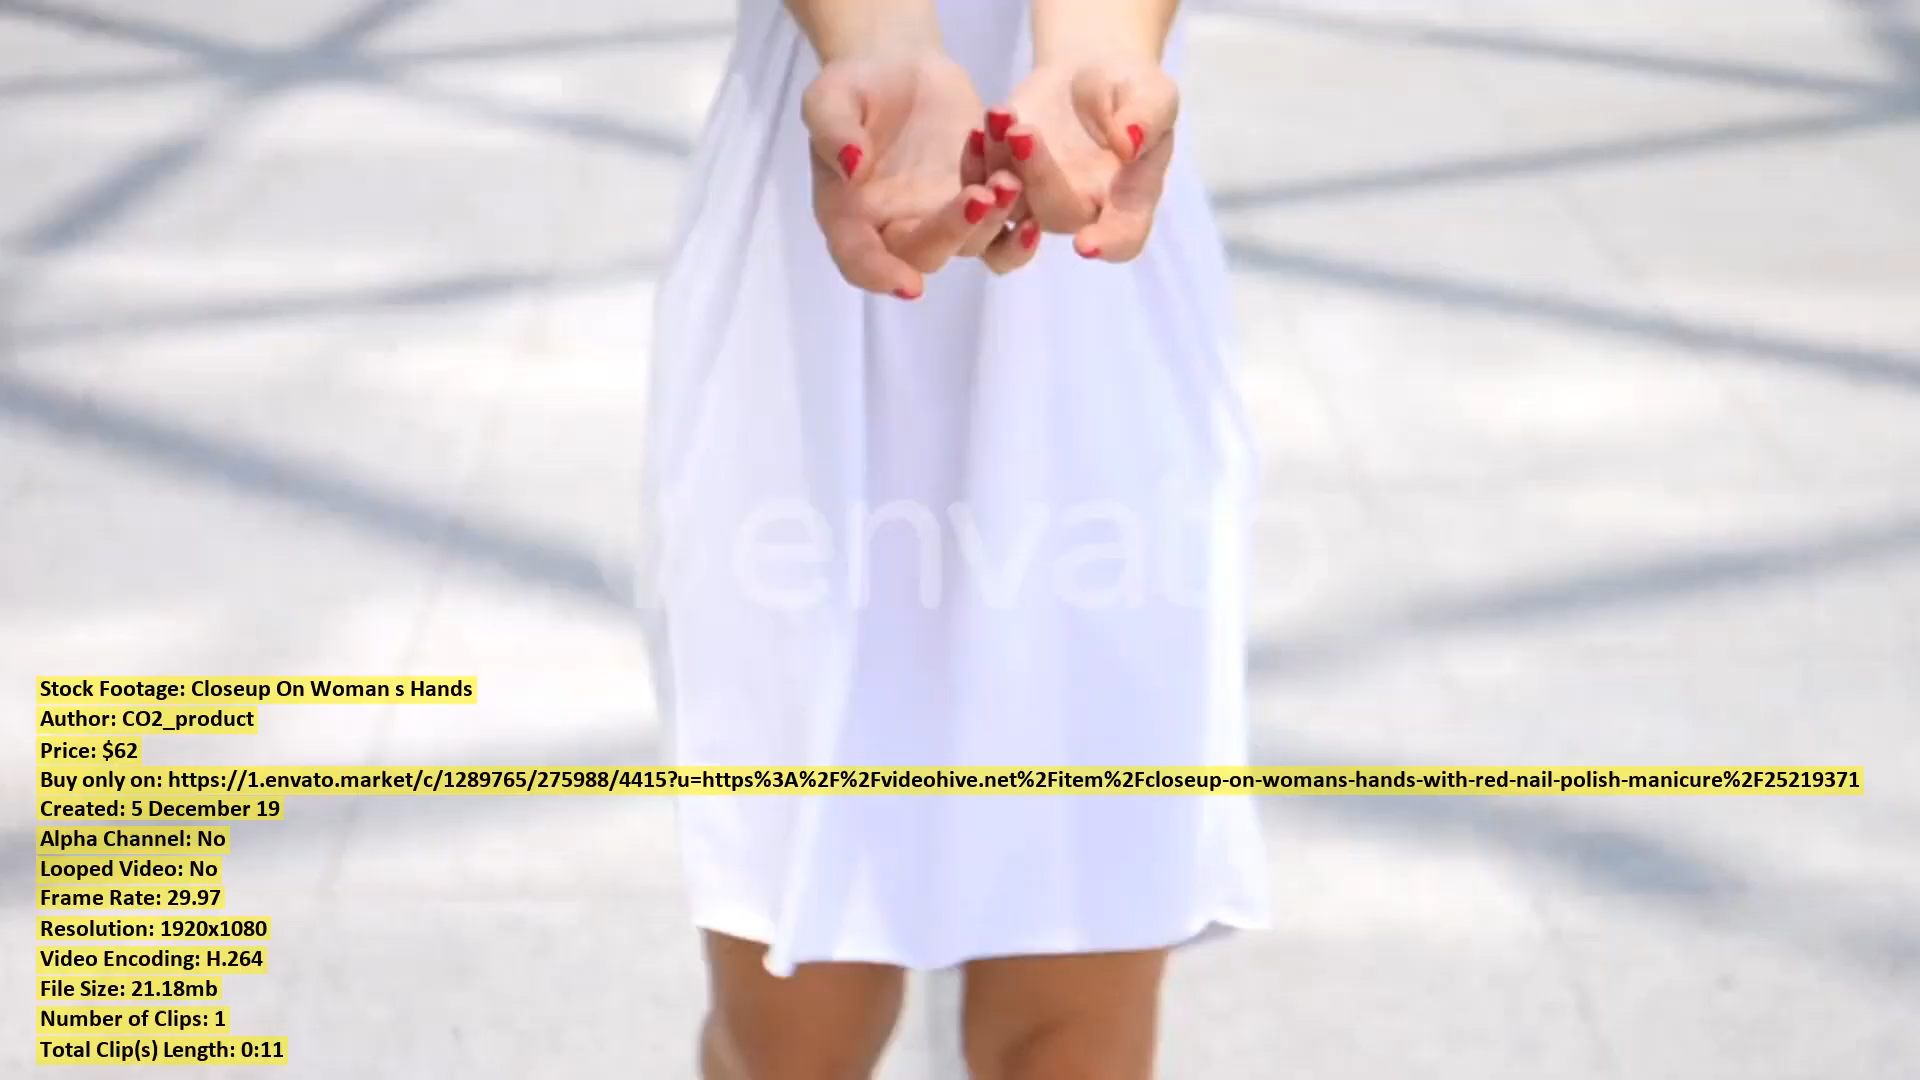 envato
Stock Footage: Closeup On Woman s Hands
Author: CO2_product
Price: $62
Buy only on: https://1.envato.market/c/1289765/275988/4415?u=https%3A%2F%2Fvideohive.net%2Fitem%2Fcloseup-on-womans-hands-with-red-nail-polish-manicure%2F25219371
Created: 5 December 19
Alpha Channel: No
Looped Video: No
Frame Rate: 29.97
Resolution: 1920x1080
Video Encoding: H.264
File Size: 21.18mb
Number of Clips: 1
Total Clip(s) Length: 0:11